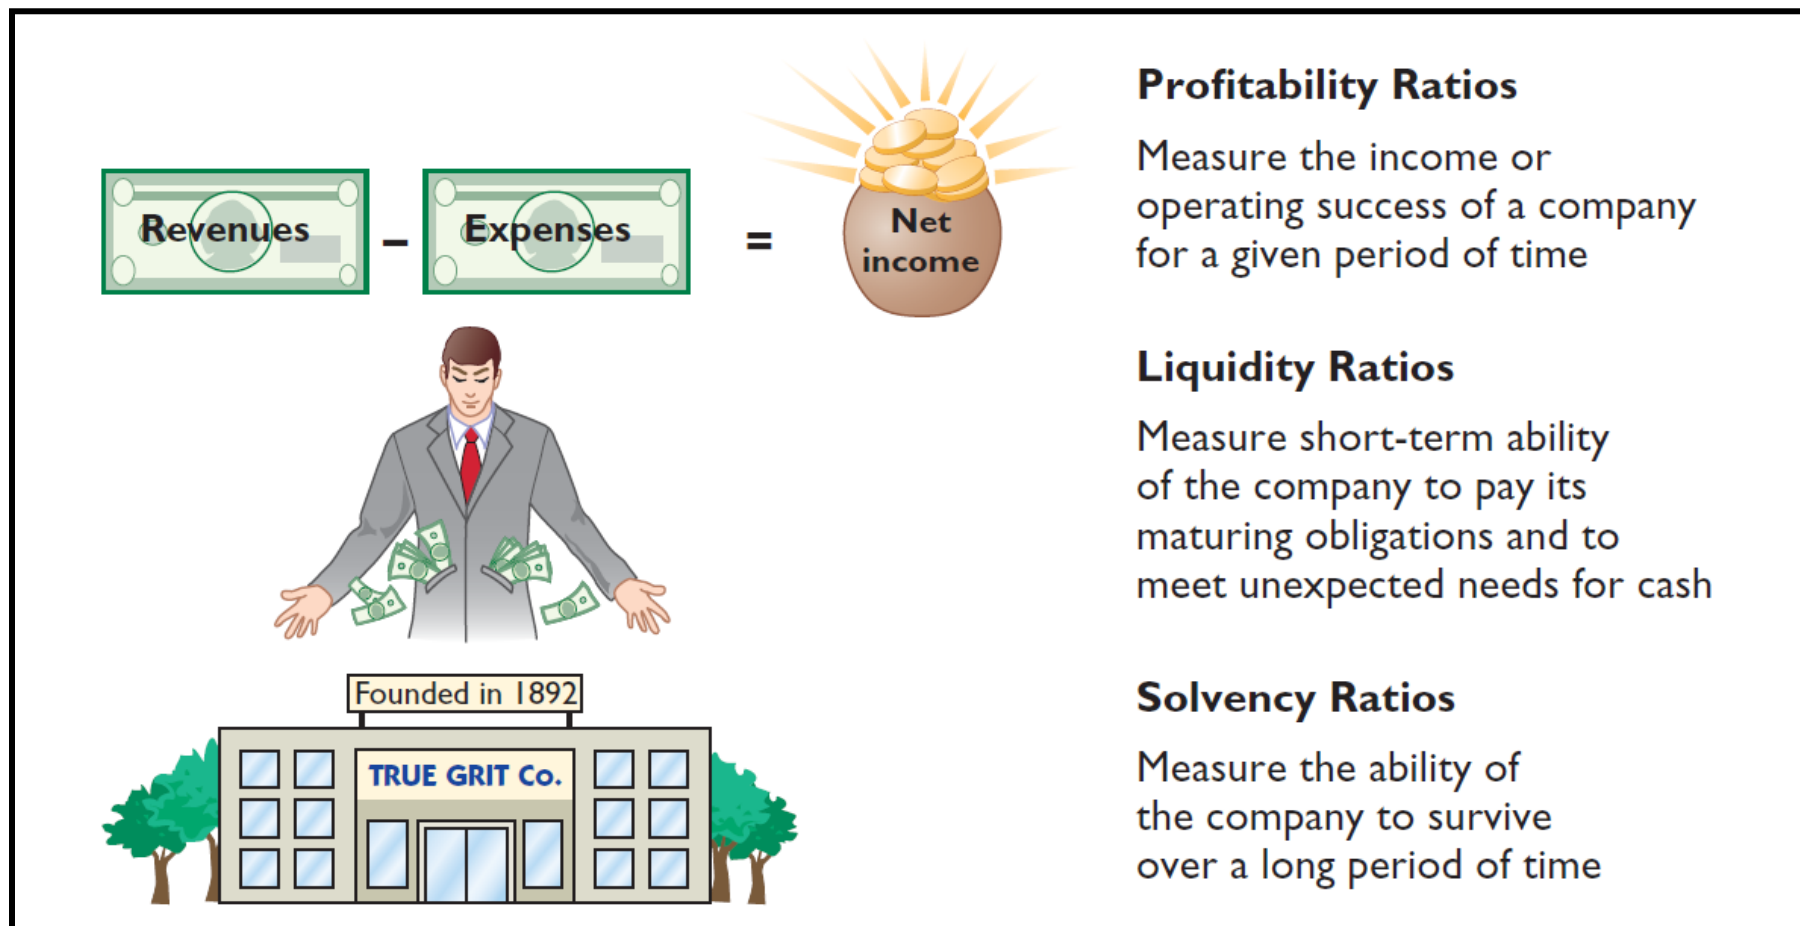 Revenues – Expenses = Net income
Profitability Ratios
Measure the income or
operating success of a company
for a given period of time
Liquidity Ratios
Measure short-term ability
of the company to pay its
maturing obligations and to
meet unexpected needs for cash
Founded in 1892
TRUE GRIT Co.
Solvency Ratios
Measure the ability of
the company to survive
over a long period of time